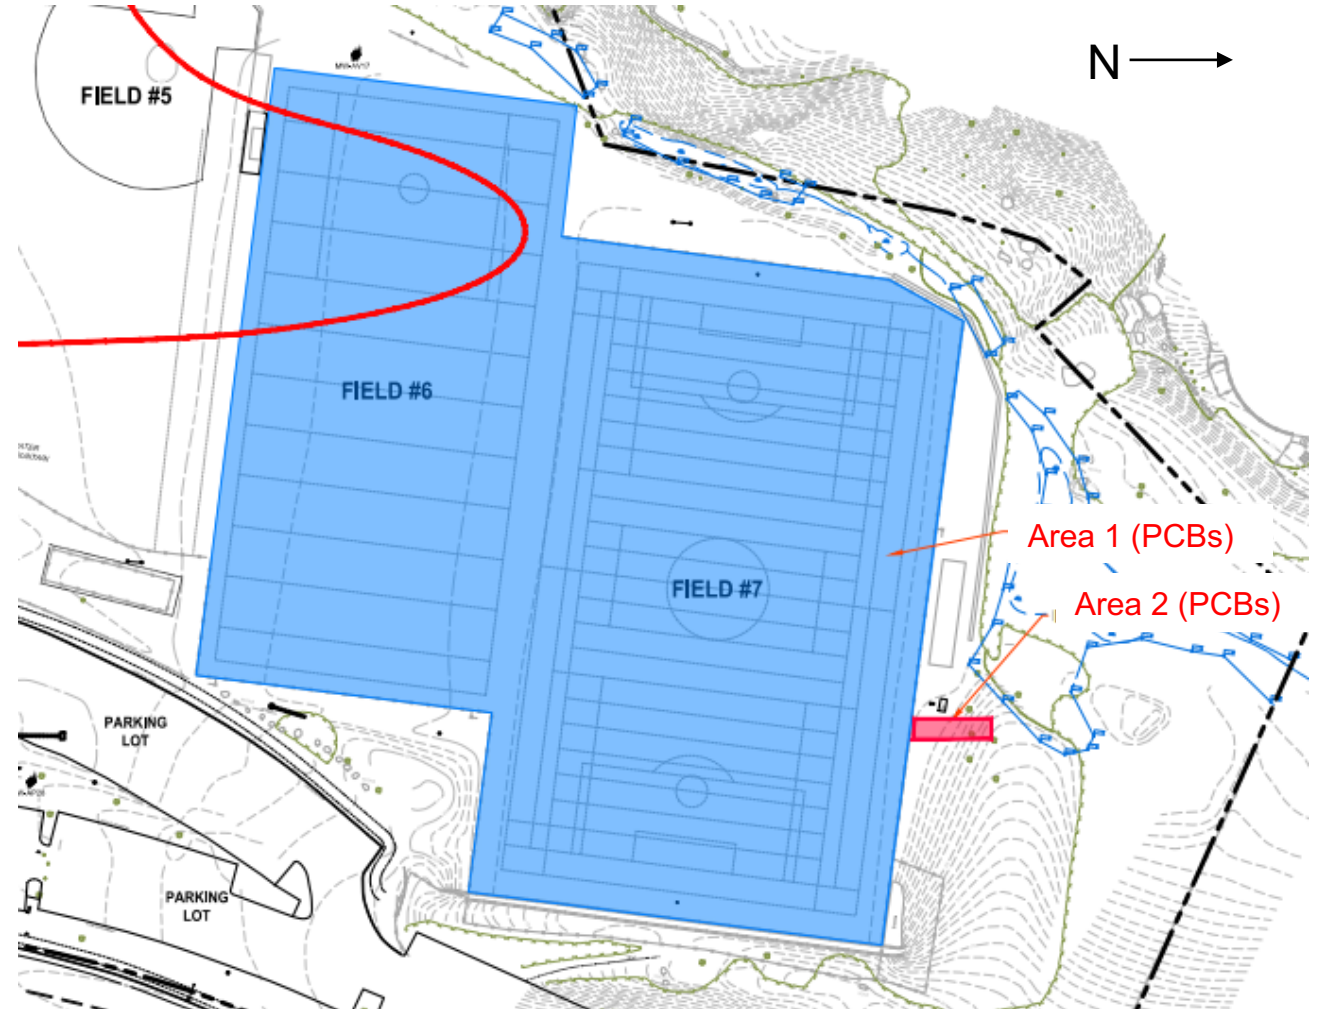 N
FIELD #5
FIELD #6
FIELD #7
Area 1 (PCBs)
Area 2 (PCBs)
PARKING
LOT
PARKING
LOT